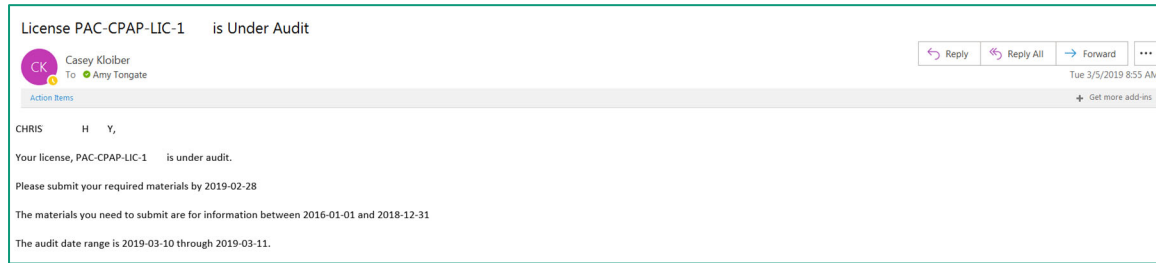 License PAC-CPAP-LIC-1 is Under Audit
CK
Casey Kloiber
To Amy Tongate
Reply
Reply All
Forward
...
Tue 3/5/2019 8:55 AM
Action Items
+ Get more add-ins
CHRIS H Y,
Your license, PAC-CPAP-LIC-1 is under audit.
Please submit your required materials by 2019-02-28
The materials you need to submit are for information between 2016-01-01 and 2018-12-31
The audit date range is 2019-03-10 through 2019-03-11.